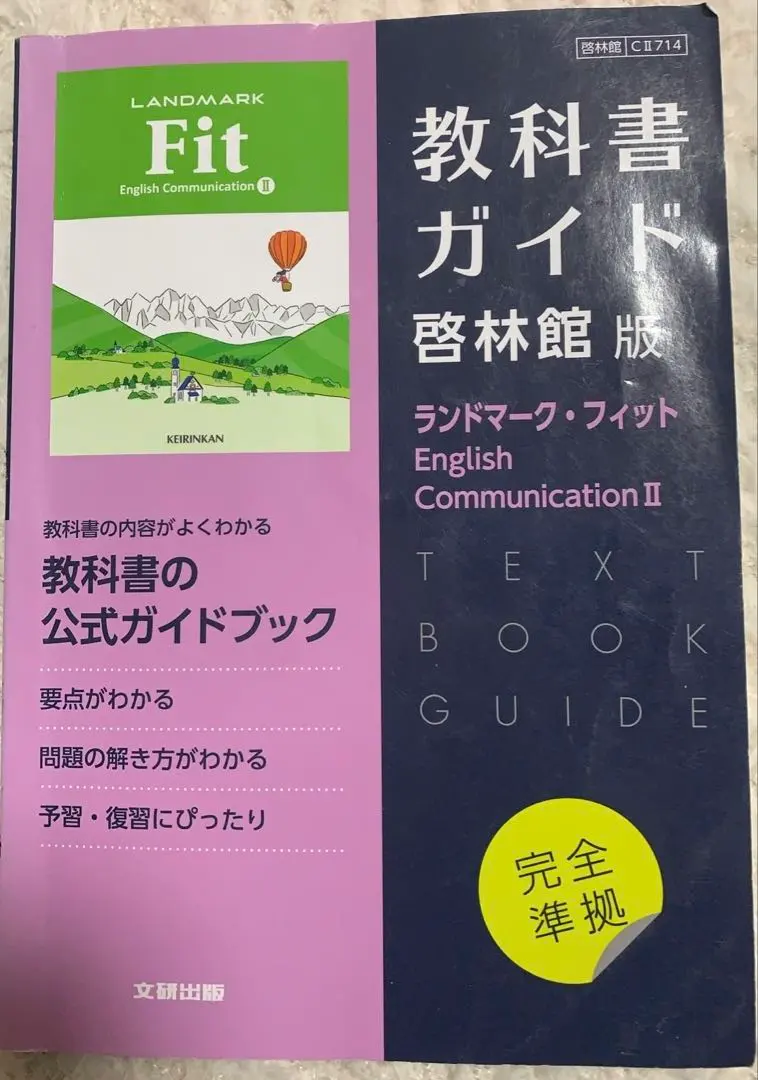 LANDMARK
Fit
English Communication Ⅱ
KEIRINKAN
教科書の内容がよくわかる
教科書の
公式ガイドブック
要点がわかる
問題の解き方がわかる
予習・復習にぴったり
文研出版
啓林館 CⅡ714
教科書
ガイド
啓林館 版
ランドマーク・フィット
English
Communication Ⅱ
TEXT
BOOK
GUIDE
完全
準拠